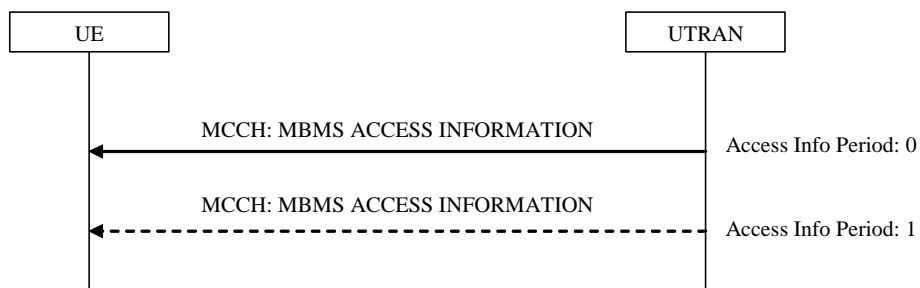 UE
UTRAN
MCCH: MBMS ACCESS INFORMATION
Access Info Period: 0
MCCH: MBMS ACCESS INFORMATION
Access Info Period: 1